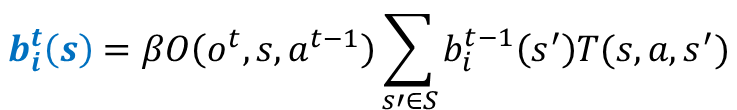 b_i^t(s) = βO(o^t, s, a^{t−1}) ∑_{s′∈S} b_i^{t−1}(s′)T(s, a, s′)